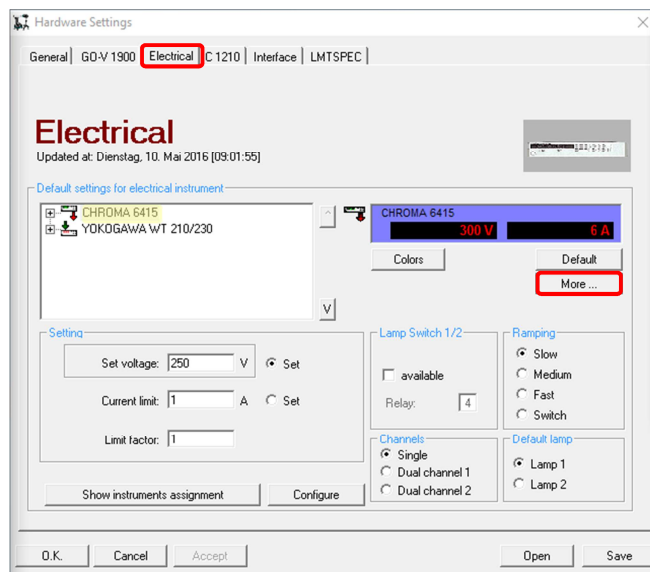 Hardware Settings
General GO-V 1900 Electrical C 1210 Interface LMTSPEC
Electrical
Updated at: Dienstag, 10. Mai 2016 [09:01:55]
Default settings for electrical instrument
CHROMA 6415
YOKOGAWA WT 210/230
V
CHROMA 6415
300 V 6 A
Colors Default
More ...
Setting
Set voltage: 250 V Set
Current limit: 1 A Set
Limit factor: 1
Lamp Switch 1/2
available
Relay: 4
Ramping
Slow
Medium
Fast
Switch
Channels
Single
Dual channel 1
Dual channel 2
Default lamp
Lamp 1
Lamp 2
Show instruments assignment Configure
O.K. Cancel Accept Open Save